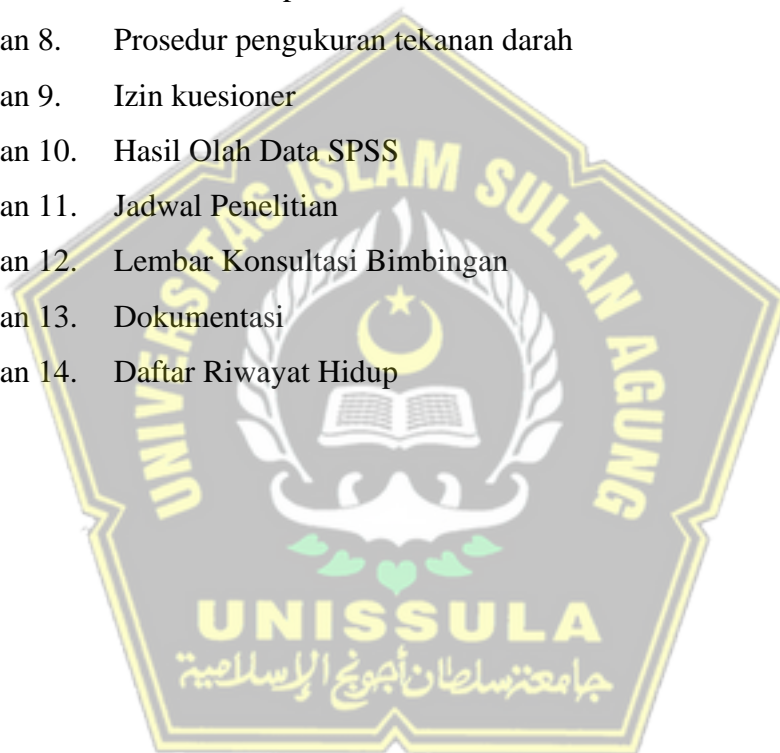 an 8. Prosedur pengukuran tekanan darah
an 9. Izin kuesioner
an 10. Hasil Olah Data SPSS
an 11. Jadwal Penelitian
an 12. Lembar Konsultasi Bimbingan
an 13. Dokumentasi
an 14. Daftar Riwayat Hidup
UNIVERSITAS ISLAM SULTAN AGUNG
UNISSULA
جامعة سلطان أجونج الإسلامية